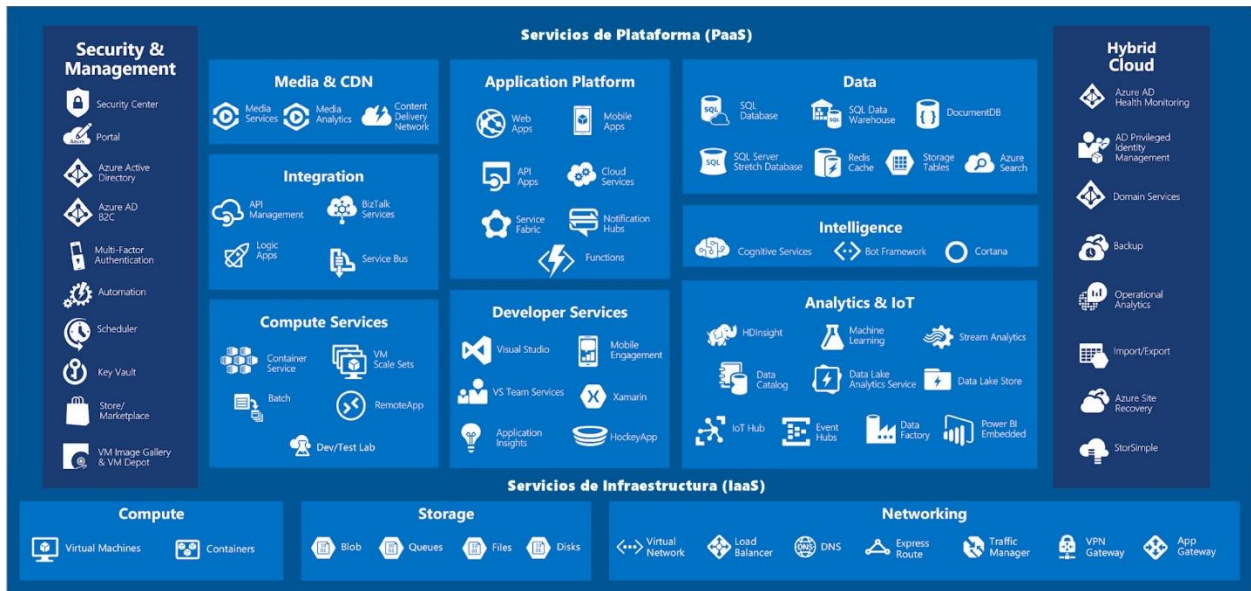 Servicios de Plataforma (PaaS)
Security &
Management
Security Center
Portal
Azure
Azure Active
Directory
Azure AD
B2C
Multi-Factor
Authentication
Automation
Scheduler
Key Vault
Store/
Marketplace
VM Image Gallery
& VM Depot
Media & CDN
Media
Services
Media
Analytics
Content
Delivery
Network
Integration
API
Management
BizTalk
Services
Logic
Apps
Service Bus
Compute Services
Container
Service
VM
Scale Sets
Batch
RemoteApp
Dev/Test Lab
Application Platform
Web
Apps
Mobile
Apps
API
Apps
Cloud
Services
Service
Fabric
Notification
Hubs
Functions
Developer Services
Visual Studio
Mobile
Engagement
VS Team Services
Xamarin
Application
Insights
HockeyApp
Data
SQL
SQL
Database
SQL
SQL Data
Warehouse
DocumentDB
SQL
SQL Server
Stretch Database
Redis
Cache
Storage
Tables
Azure
Search
Intelligence
Cognitive Services
Bot Framework
Cortana
Analytics & IoT
HDInsight
Machine
Learning
Stream Analytics
Data
Catalog
Data Lake
Analytics Service
Data Lake Store
IoT Hub
Event
Hubs
Data
Factory
Power BI
Embedded
Hybrid
Cloud
Azure AD
Health Monitoring
AD Privileged
Identity
Management
Domain Services
Backup
Operational
Analytics
Import/Export
Azure Site
Recovery
StorSimple
Servicios de Infraestructura (IaaS)
Compute
Virtual Machines
Containers
Storage
Blob
Queues
Files
Disks
Networking
Virtual
Network
Load
Balancer
DNS
DNS
Express
Route
Traffic
Manager
VPN
Gateway
App
Gateway